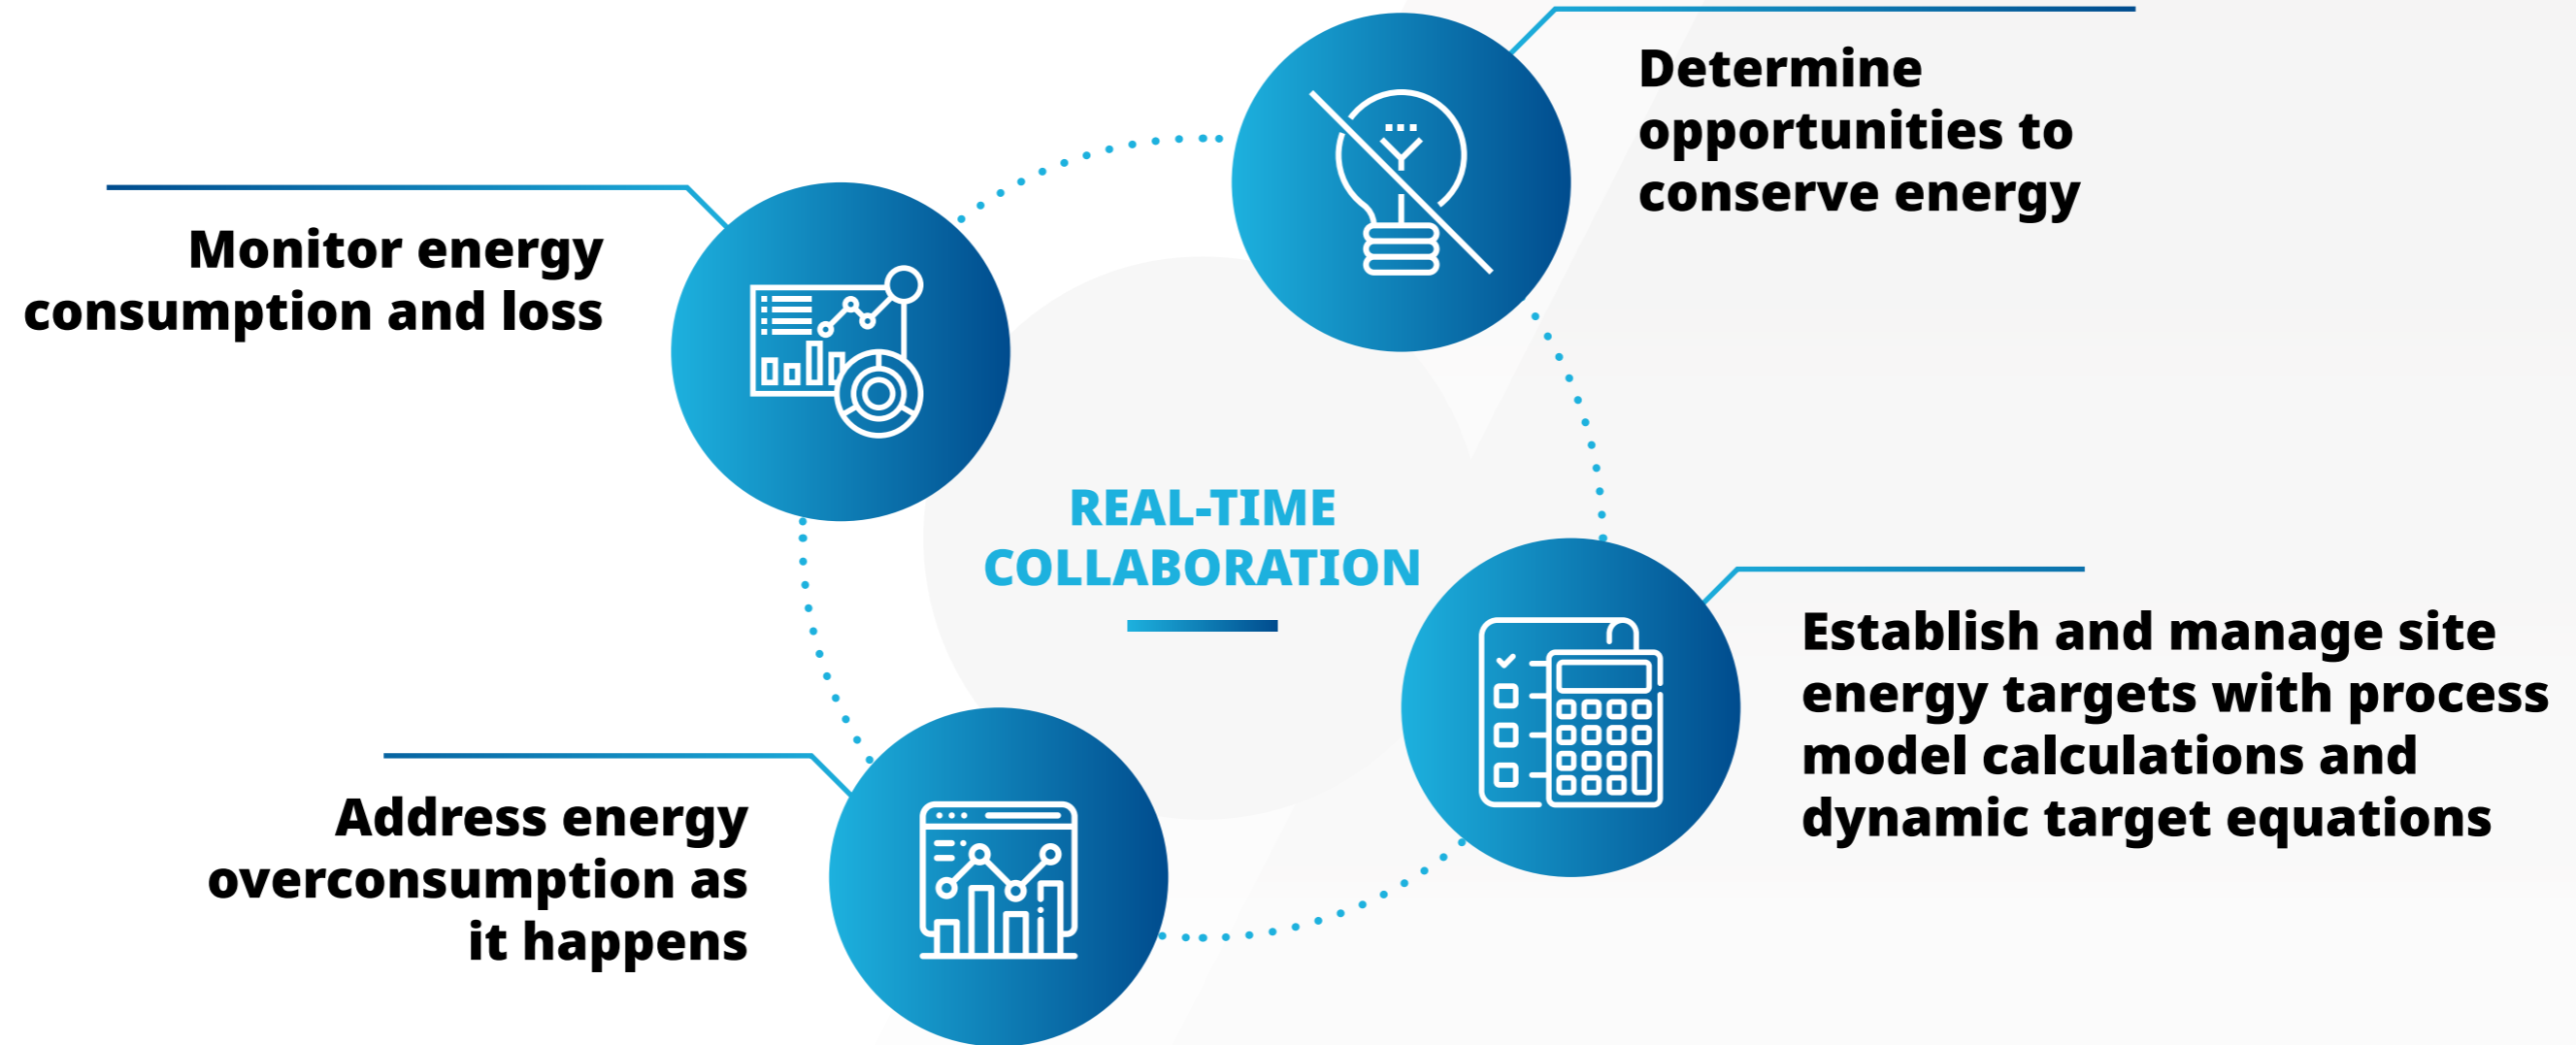 Determine
opportunities to
conserve energy
Monitor energy
consumption and loss
REAL-TIME
COLLABORATION
Establish and manage site
energy targets with process
model calculations and
dynamic target equations
Address energy
overconsumption as
it happens